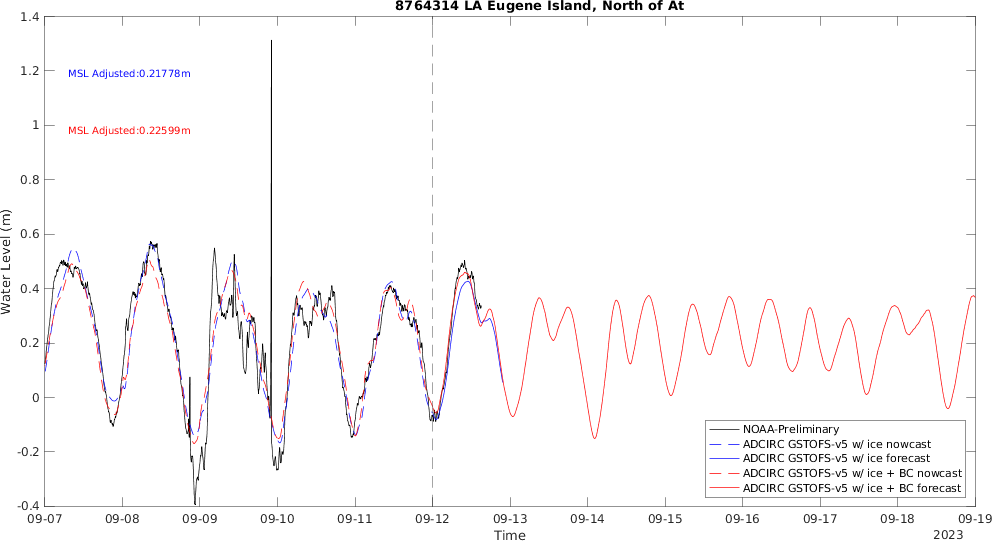 8764314 LA Eugene Island, North of At
1.4
1.2
1
0.8
0.6
0.4
0.2
0
-0.2
-0.4
Water Level (m)
MSL Adjusted:0.21778m
MSL Adjusted:0.22599m
NOAA-Preliminary
ADCIRC GSTOFS-v5 w/ ice nowcast
ADCIRC GSTOFS-v5 w/ ice forecast
ADCIRC GSTOFS-v5 w/ ice + BC nowcast
ADCIRC GSTOFS-v5 w/ ice + BC forecast
09-07 09-08 09-09 09-10 09-11 09-12 09-13 09-14 09-15 09-16 09-17 09-18 09-19
Time
2023